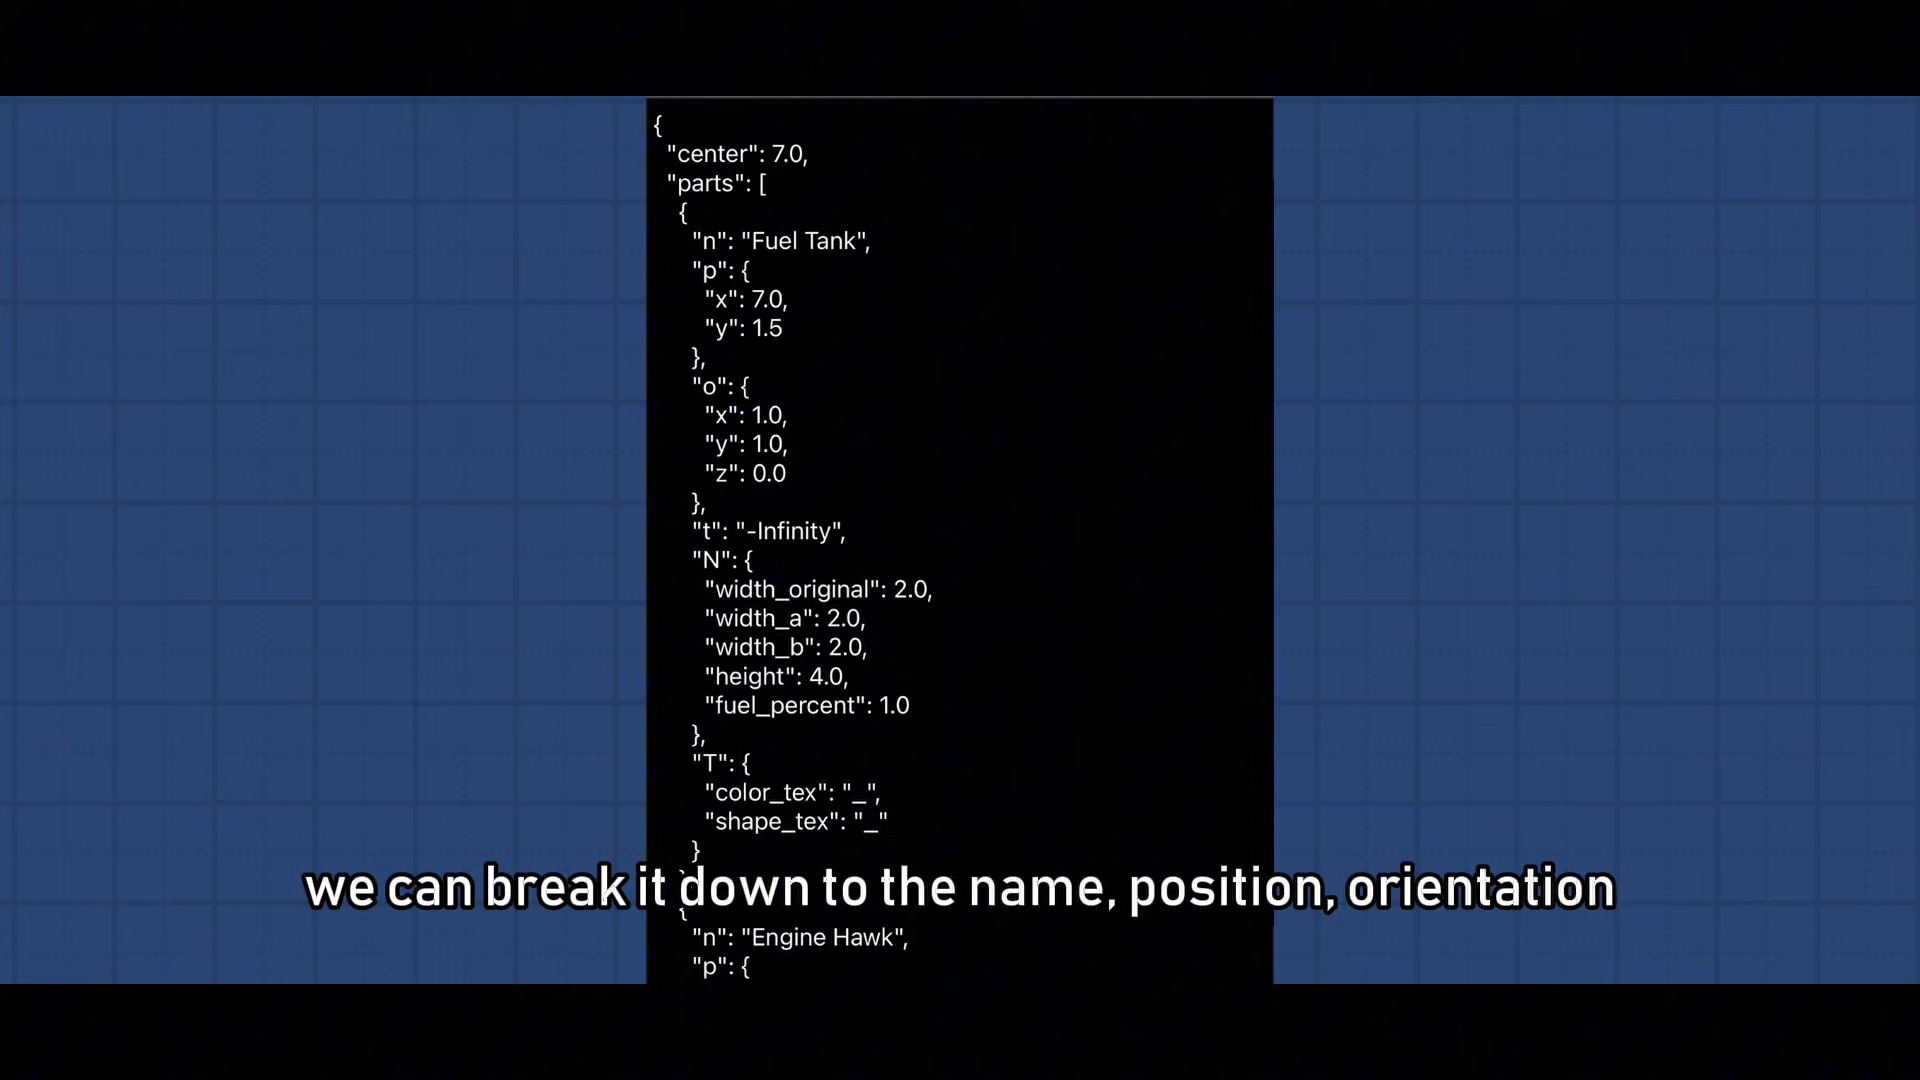 {
"center": 7.0,
"parts": [
{
"n": "Fuel Tank",
"p": {
"x": 7.0,
"y": 1.5
},
"o": {
"x": 1.0,
"y": 1.0,
"z": 0.0
},
"t": "-Infinity",
"N": {
"width_original": 2.0,
"width_a": 2.0,
"width_b": 2.0,
"height": 4.0,
"fuel_percent": 1.0
},
"T": {
"color_tex": "_",
"shape_tex": "_"
}
we can break it down to the name, position, orientation
{
"n": "Engine Hawk",
"p": {